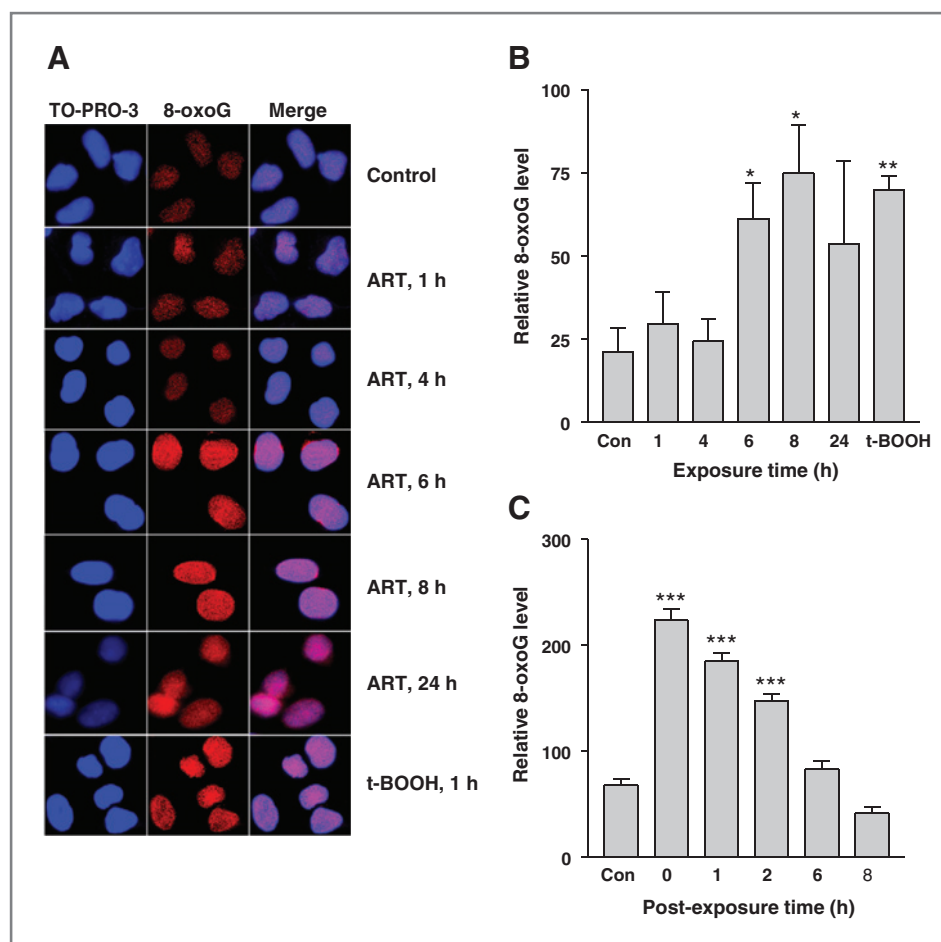 A
TO-PRO-3 8-oxoG Merge
Control
ART, 1 h
ART, 4 h
ART, 6 h
ART, 8 h
ART, 24 h
t-BOOH, 1 h
B
Relative 8-oxoG level
100
75
50
25
0
* * **
Con 1 4 6 8 24 t-BOOH
Exposure time (h)
C
Relative 8-oxoG level
300
200
100
0
*** *** ***
Con 0 1 2 6 8
Post-exposure time (h)